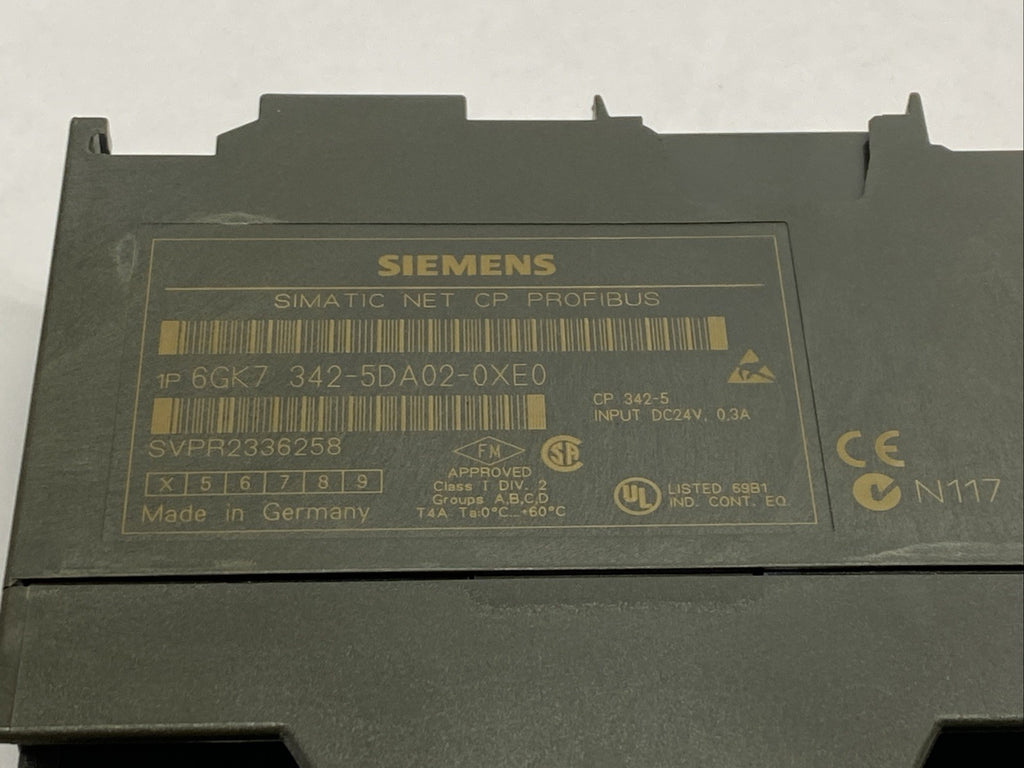 SIEMENS
SIMATIC NET CP PROFIBUS
1P 6GK7 342-5DA02-0XE0
CP 342-5
INPUT DC24V, 0.3A
SVPR2336258
FM
APPROVED
Class I DIV. 2
Groups A,B,C,D
T4A Ta:0°C...+60°C
SA
X 5 6 7 8 9
Made in Germany
UL
LISTED 69B1
IND. CONT. EQ.
CE
N117